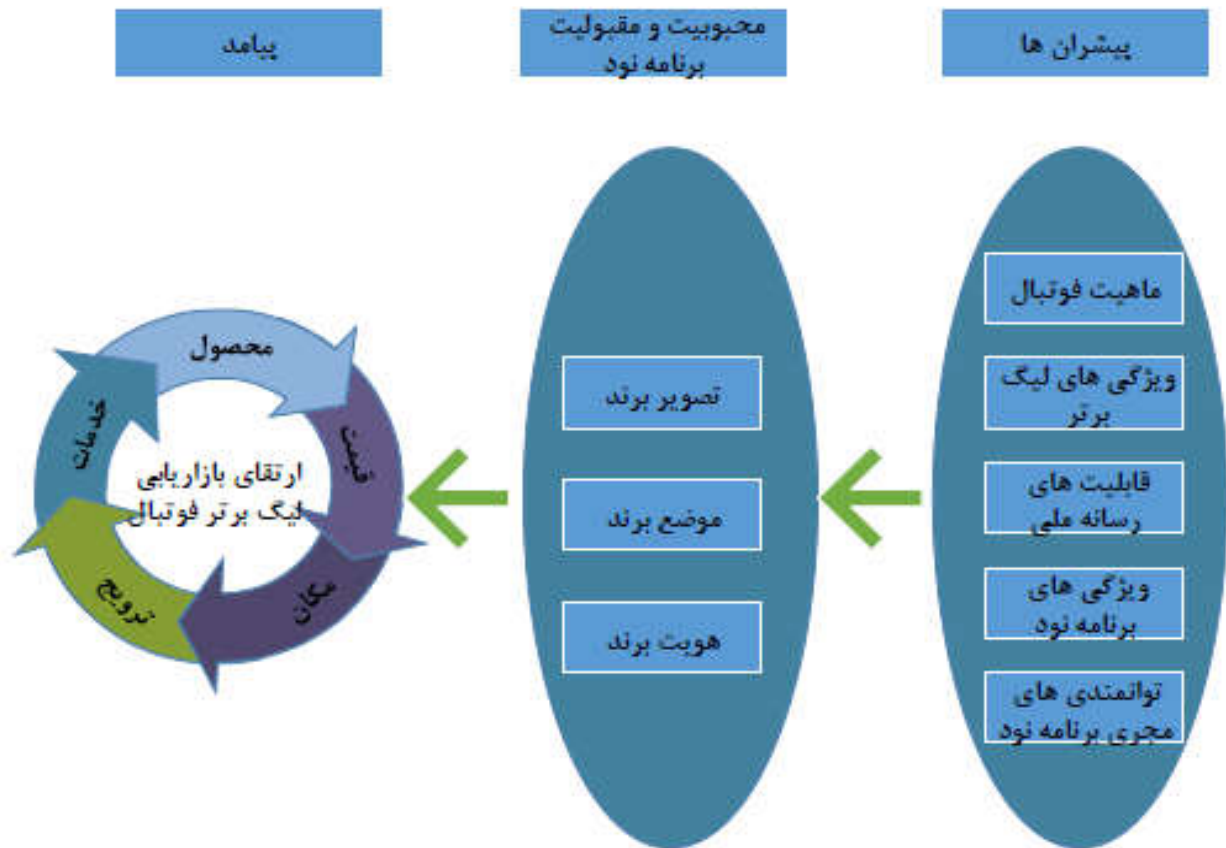 پیشران ها
محبوبیت و مقبولیت
برنامه نود
پیامد
ماهیت فوتبال
ویژگی های لیگ
برتر
قابلیت های
رسانه ملی
ویژگی های
برنامه نود
توانمندی های
مجری برنامه نود
تصویر برند
موضع برند
هویت برند
محصول
قیمت
مکان
ترویج
خدمات
ارتقای بازاریابی
لیگ برتر فوتبال